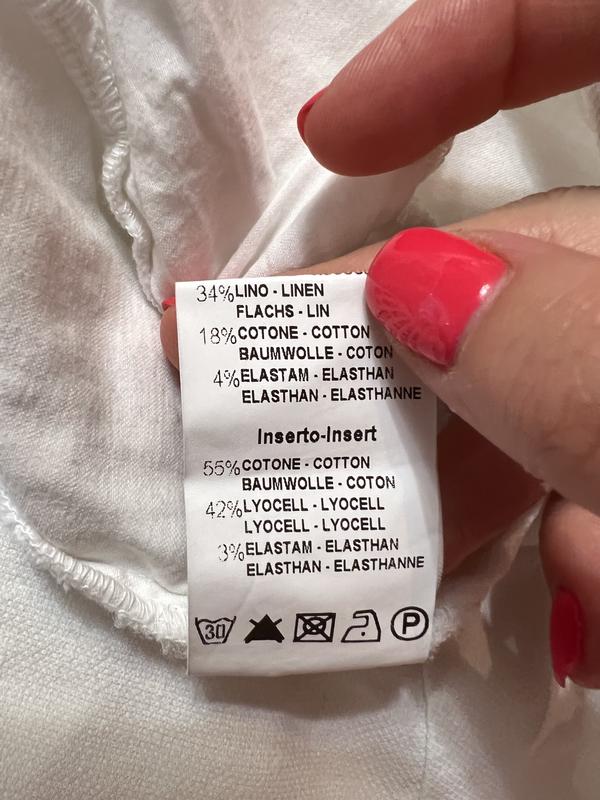 34% LINO - LINEN
FLACHS - LIN
18% COTONE - COTTON
BAUMWOLLE - COTON
4% ELASTAM - ELASTHAN
ELASTHAN - ELASTHANNE
Inserto-Insert
55% COTONE - COTTON
BAUMWOLLE - COTON
42% LYOCELL - LYOCELL
LYOCELL - LYOCELL
3% ELASTAM - ELASTHAN
ELASTHAN - ELASTHANNE
30 P